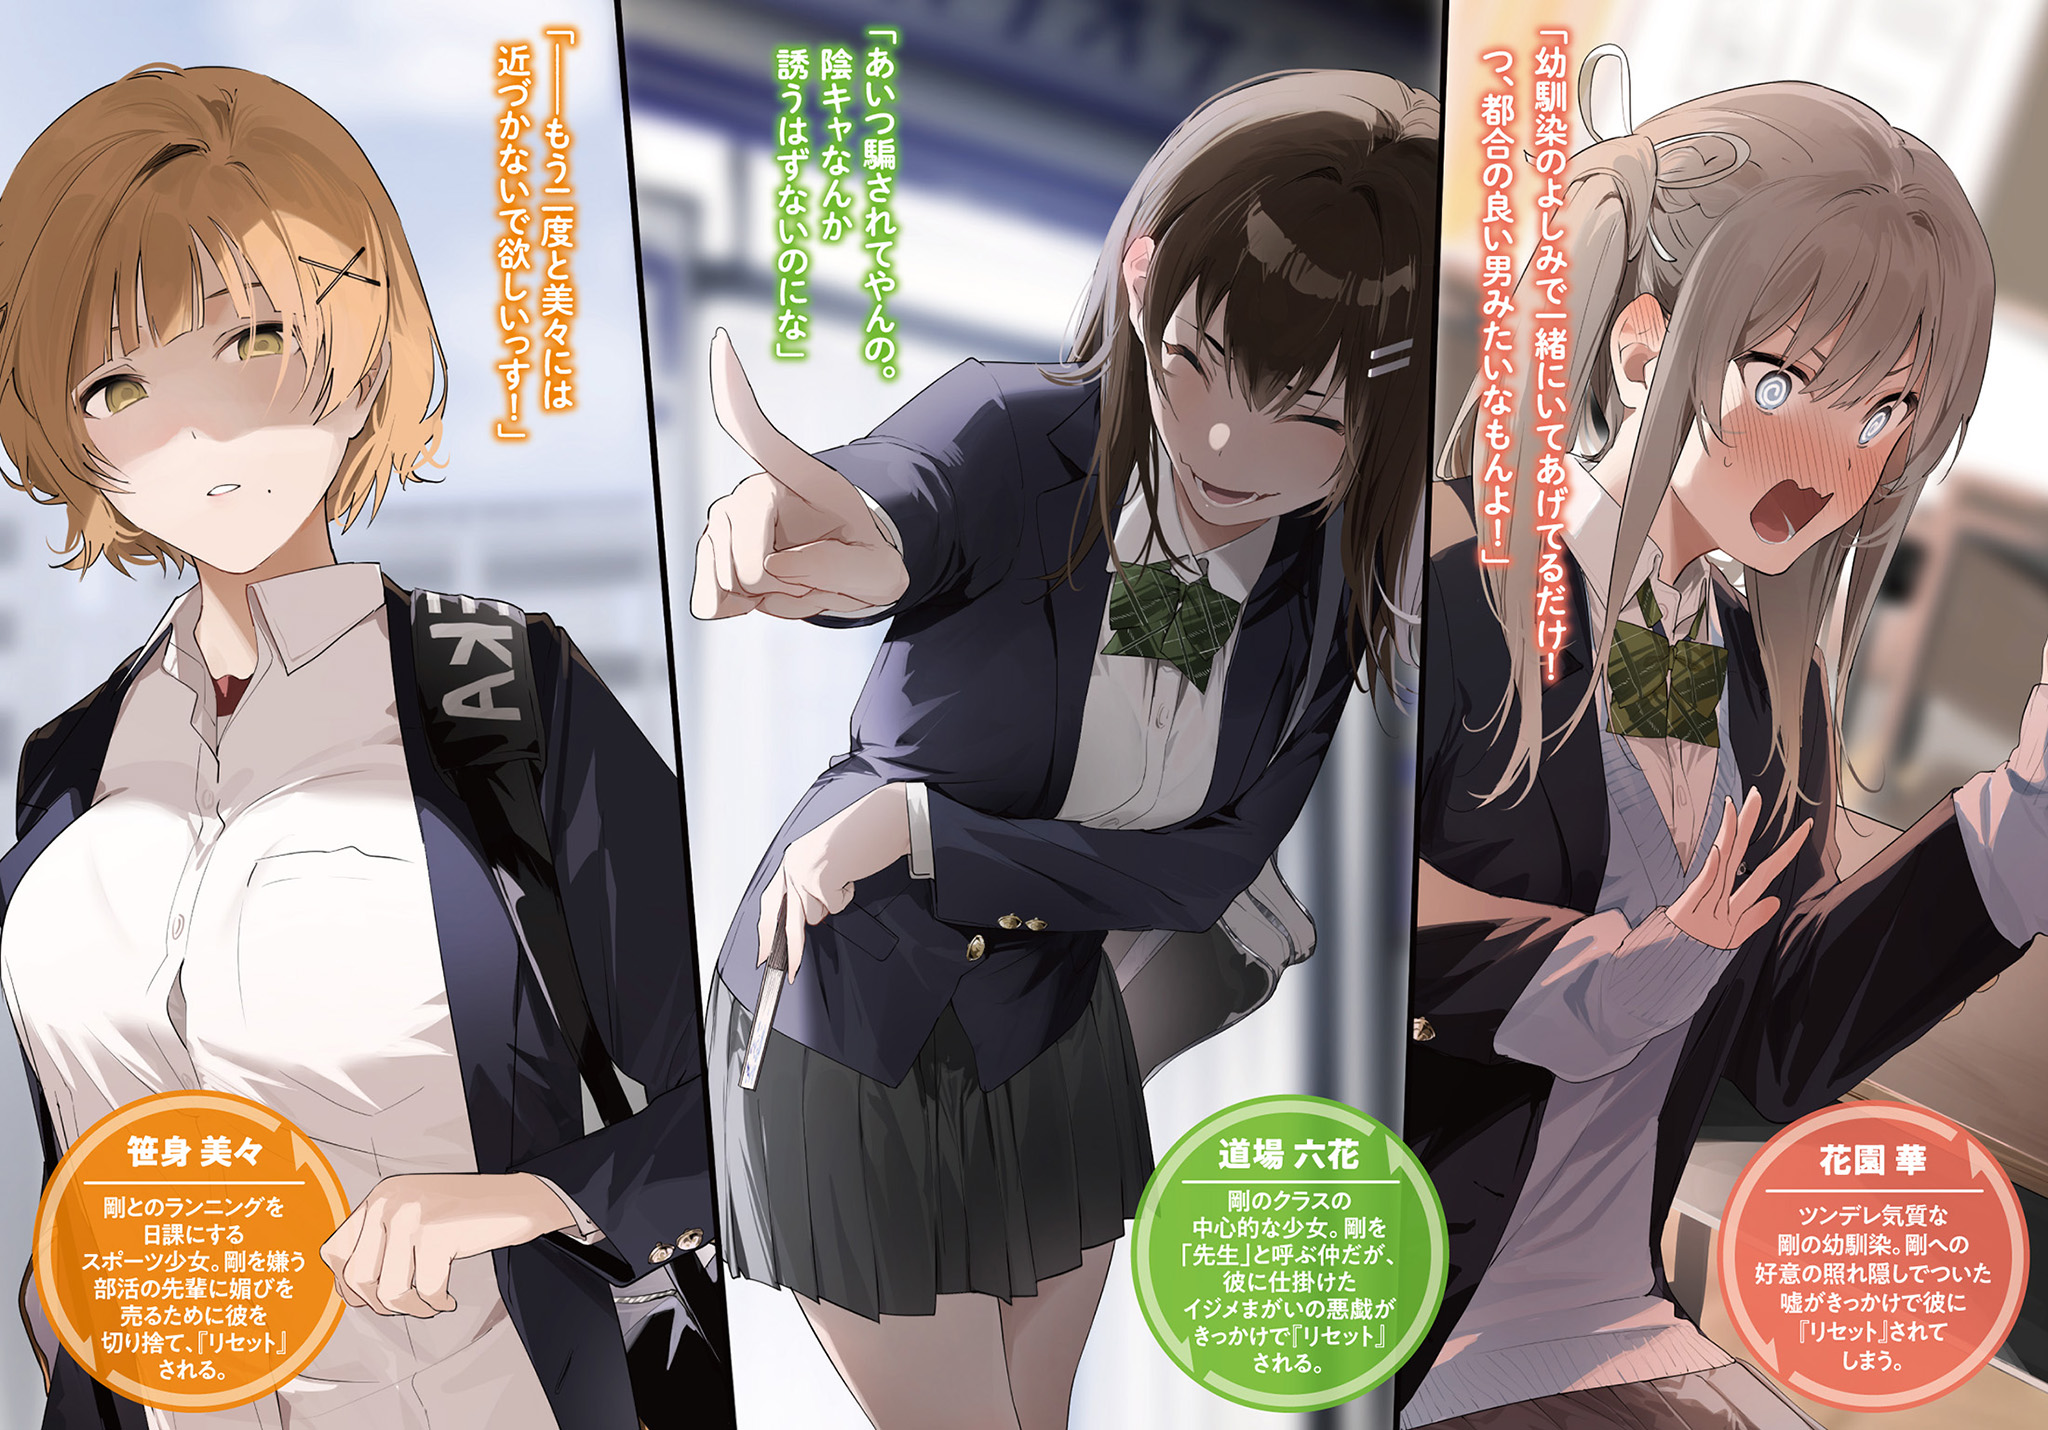 「幼馴染のよしみで一緒にいてあげてるだけ！
つ、都合の良い男みたいなもんよ！」
花園 華
ツンデレ気質な
剛の幼馴染。剛への
好意の照れ隠しでついた
嘘がきっかけで彼に
『リセット』されて
しまう。
「あいつ騙されてやんの。
陰キャなんか
誘うはずないのにな」
道場 六花
剛のクラスの
中心的な少女。剛を
「先生」と呼ぶ仲だが、
彼に仕掛けた
イジメまがいの悪戯が
きっかけで『リセット』
される。
「――もう二度と美々には
近づかないで欲しいっす！」
笹身 美々
剛とのランニングを
日課にする
スポーツ少女。剛を嫌う
部活の先輩に媚びを
売るために彼を
切り捨て、『リセット』
される。